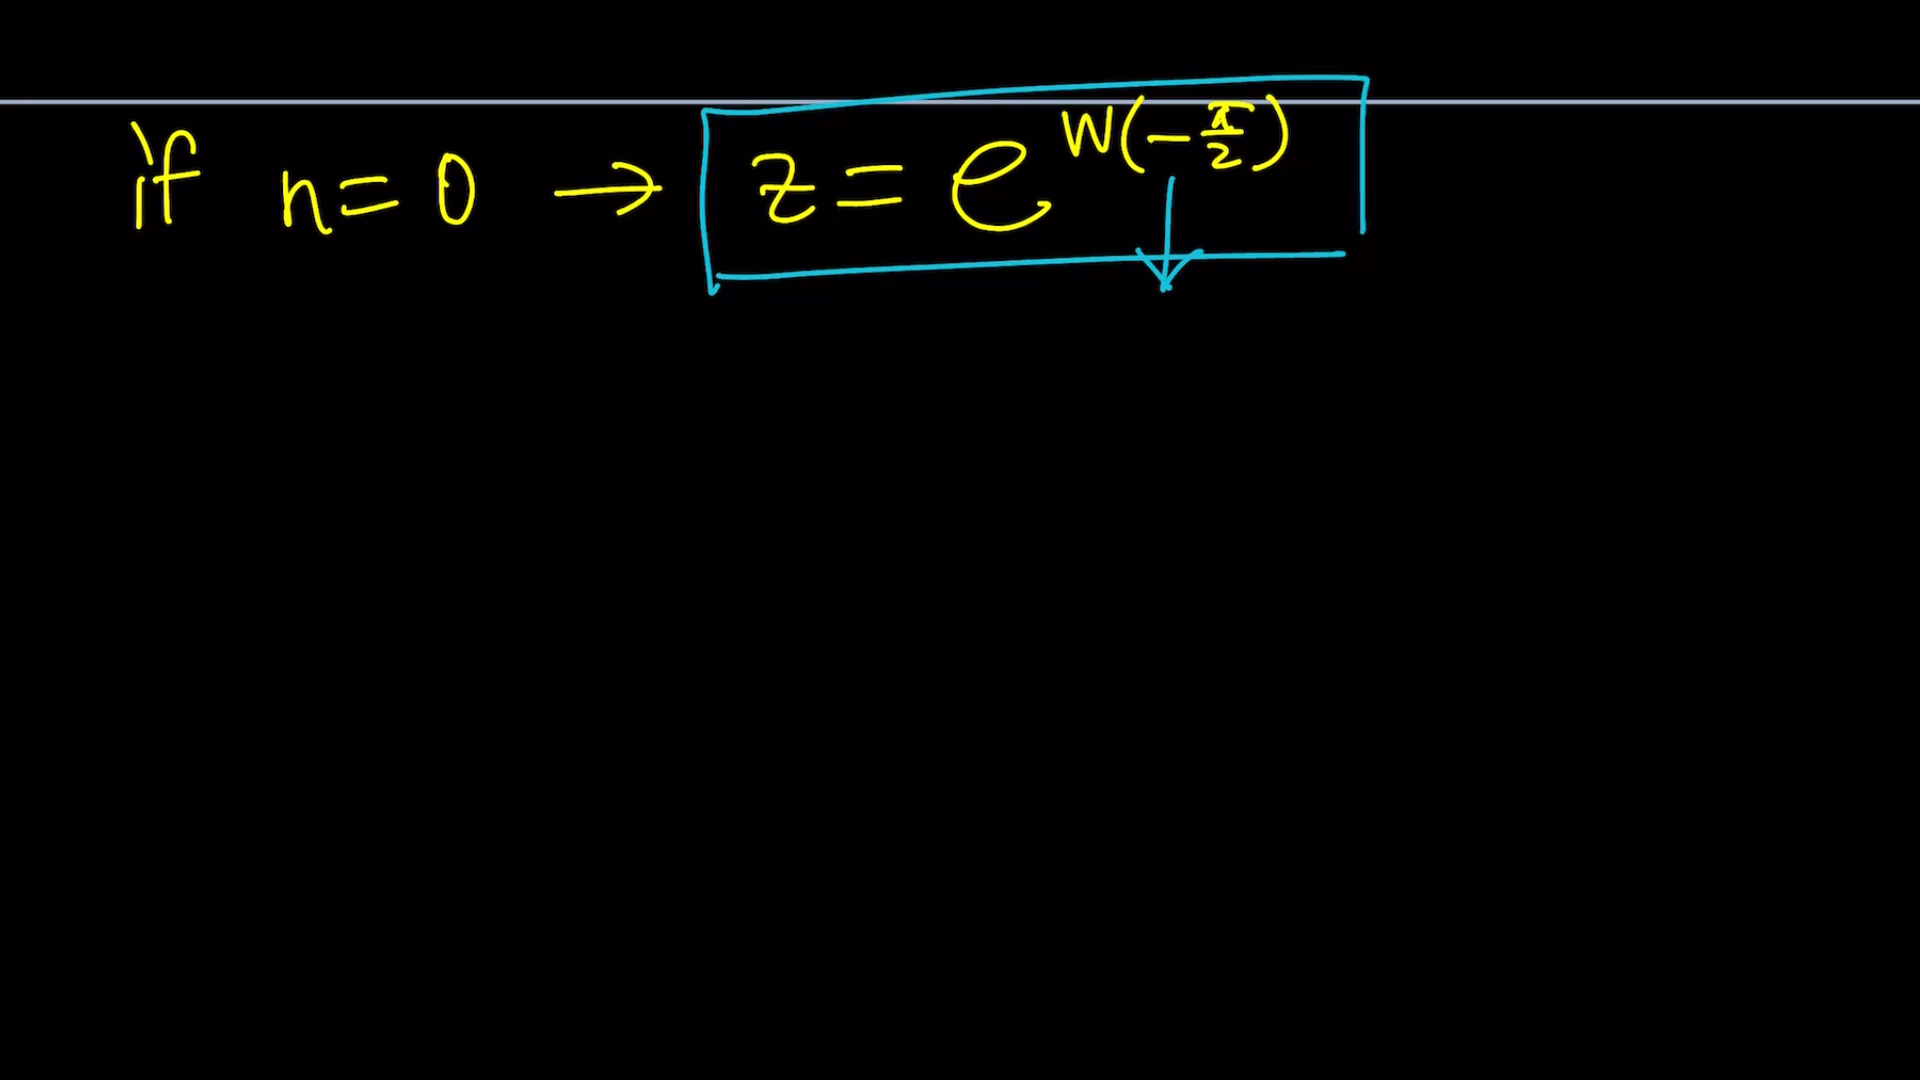 if n=0 → z = e^W(-π/2)